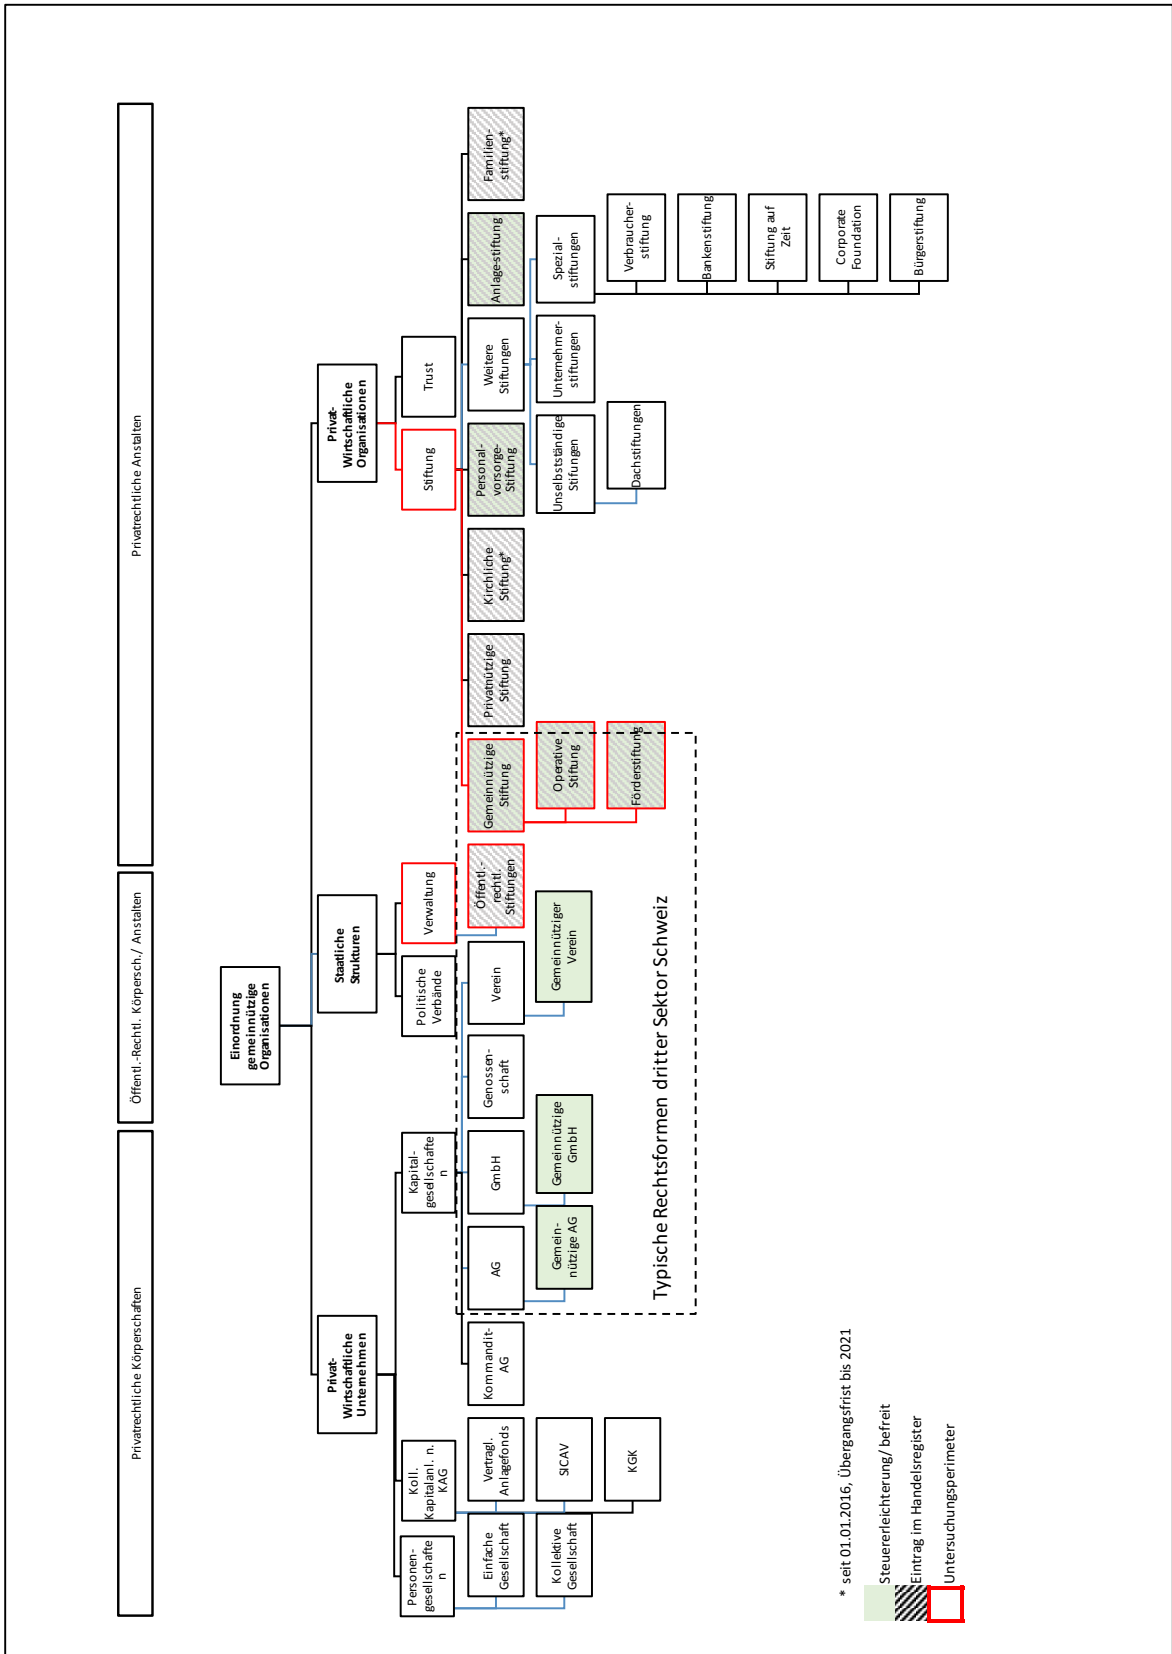 Privatrechtliche Körperschaften
Öffentl.-Rechtl. Körpersch./ Anstalten
Privatrechtliche Anstalten
Einordnung
gemeinnützige
Organisationen
Privat-
Wirtschaftliche
Unternehmen
Staatliche
Strukturen
Privat-
Wirtschaftliche
Organisationen
Personen-
gesellschafte
n
Koll.
Kapitalanl. n.
KAG
Kapital-
gesellschafte
n
Politische
Verbände
Verwaltung
Stiftung
Trust
Einfache
Gesellschaft
Vertragl.
Anlagefonds
Kommandit-
AG
AG
GmbH
Genossen-
schaft
Verein
Öffentl.-
rechtl.
Stiftungen
Gemeinnützige
Stiftung
Privatnützige
Stiftung
Kirchliche
Stiftung*
Personal-
vorsorge-
Stiftung
Weitere
Stiftungen
Anlage-stiftung
Familien-
stiftung*
Kollektive
Gesellschaft
SICAV
Gemein-
nützige AG
Gemeinnützige
GmbH
Gemeinnütziger
Verein
Operative
Stiftung
Unselbstständige
Stifungen
Unternehmer-
stiftungen
Spezial-
stiftungen
KGK
Förderstiftung
Dachstiftungen
Verbraucher-
stiftung
Bankenstiftung
Stiftung auf
Zeit
Corporate
Foundation
Bürgerstiftung
Typische Rechtsformen dritter Sektor Schweiz
* seit 01.01.2016, Übergangsfrist bis 2021
Steuererleichterung/ befreit
Eintrag im Handelsregister
Untersuchungsperimeter